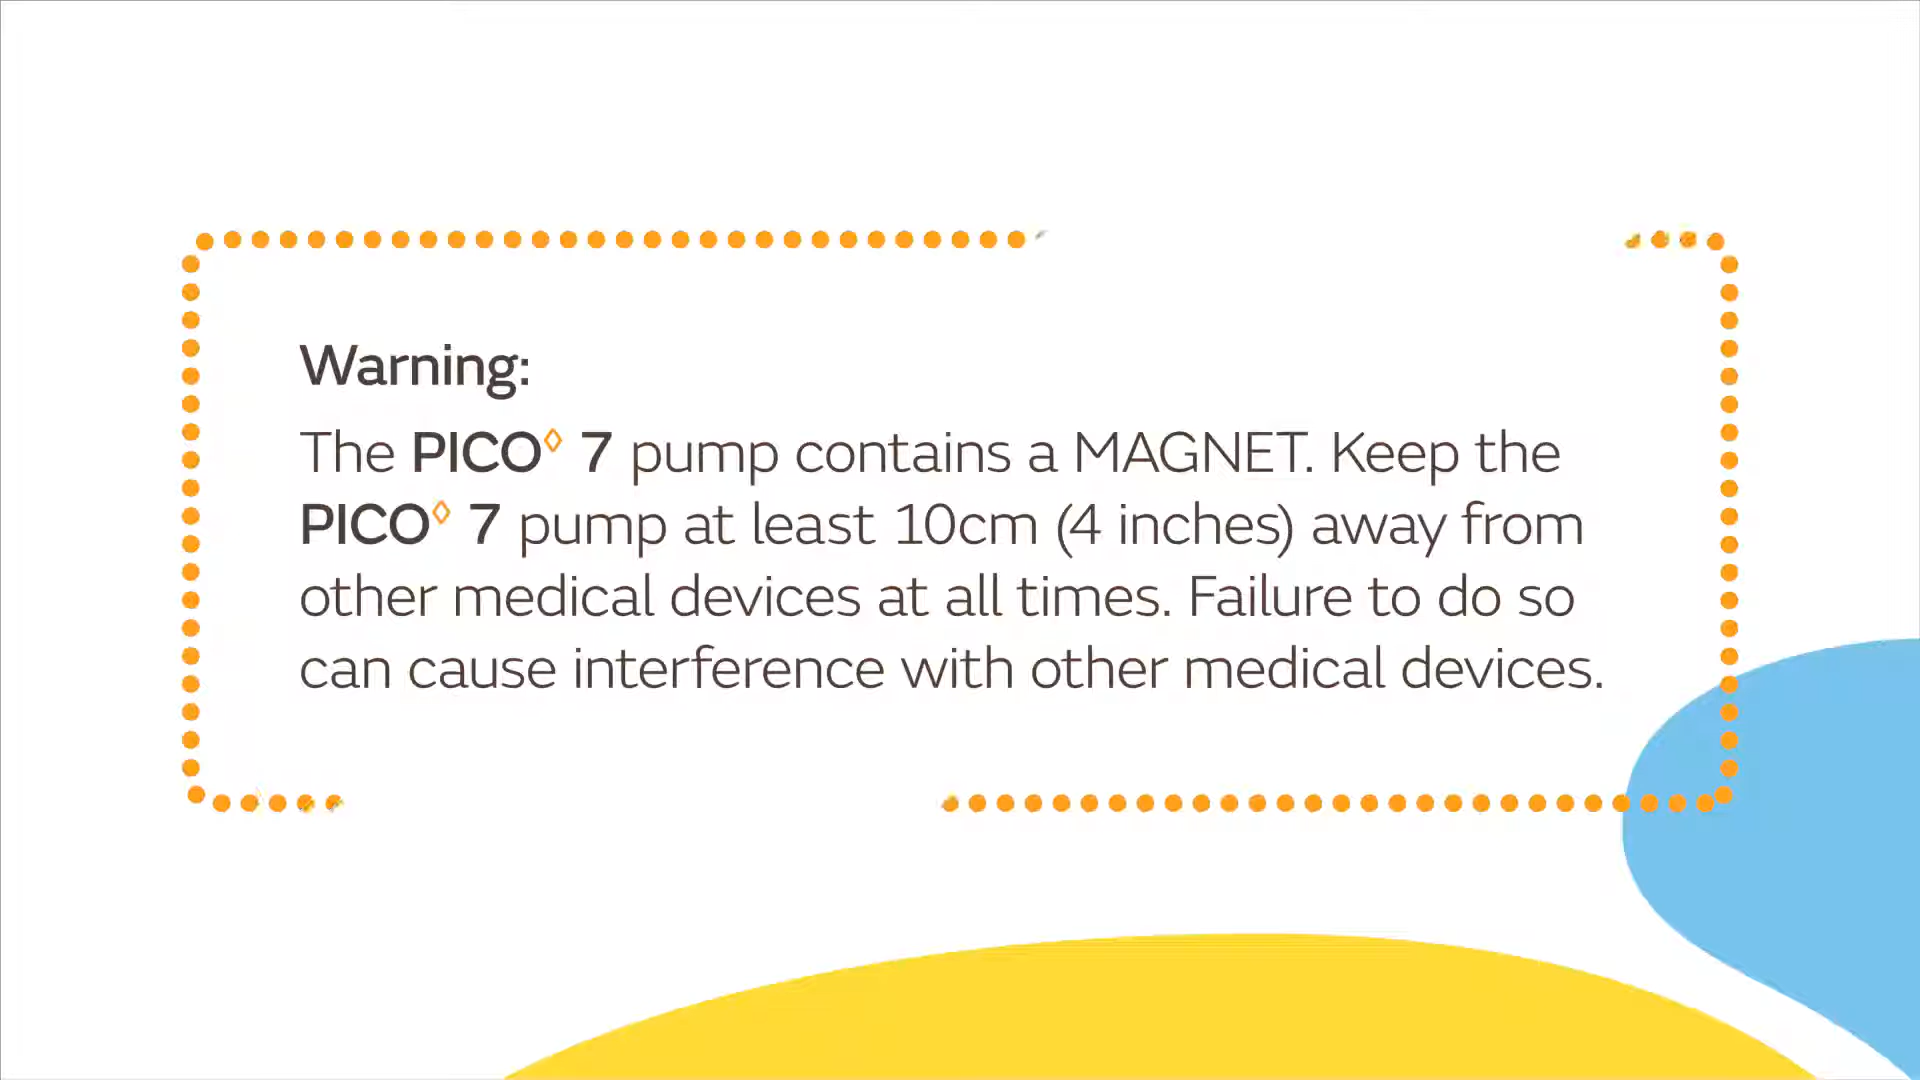 Warning:
The PICO◊ 7 pump contains a MAGNET. Keep the
PICO◊ 7 pump at least 10cm (4 inches) away from
other medical devices at all times. Failure to do so
can cause interference with other medical devices.